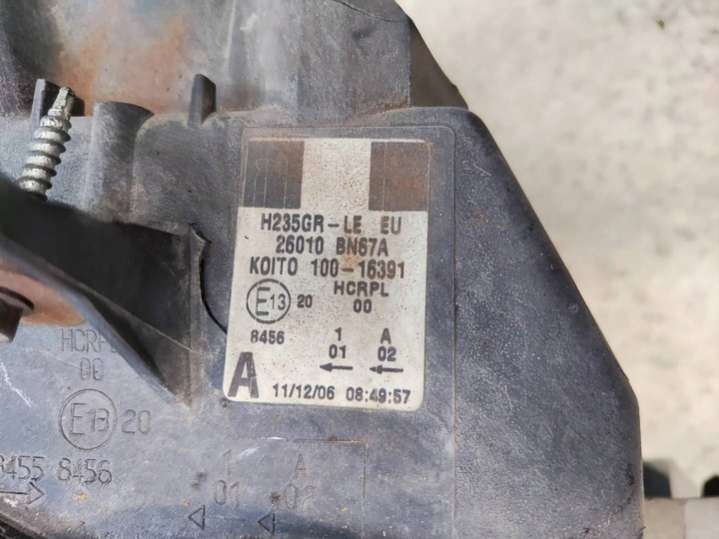 H235GR-LE EU
26010 BN67A
KOITO 100-16391
HCRPL
E13 20 00
8456 1 A
01 02
A
11/12/06 08:49:57
HCRPL
00
E13 20
8455 8456
1 A
01 02